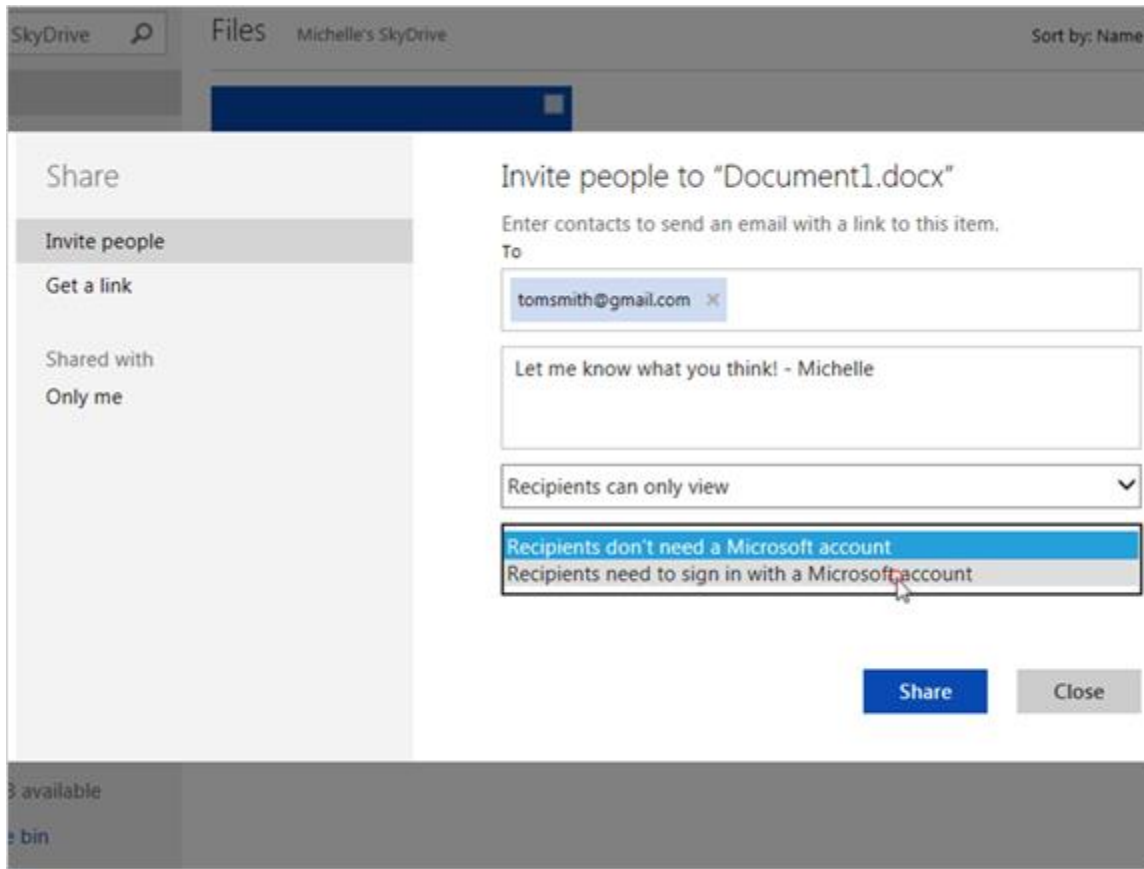 SkyDrive
Files Michelle's SkyDrive
Sort by: Name
Share
Invite people
Get a link
Shared with
Only me
Invite people to "Document1.docx"
Enter contacts to send an email with a link to this item.
To
tomsmith@gmail.com ×
Let me know what you think! - Michelle
Recipients can only view
Recipients don't need a Microsoft account
Recipients need to sign in with a Microsoft account
Share Close
available
bin